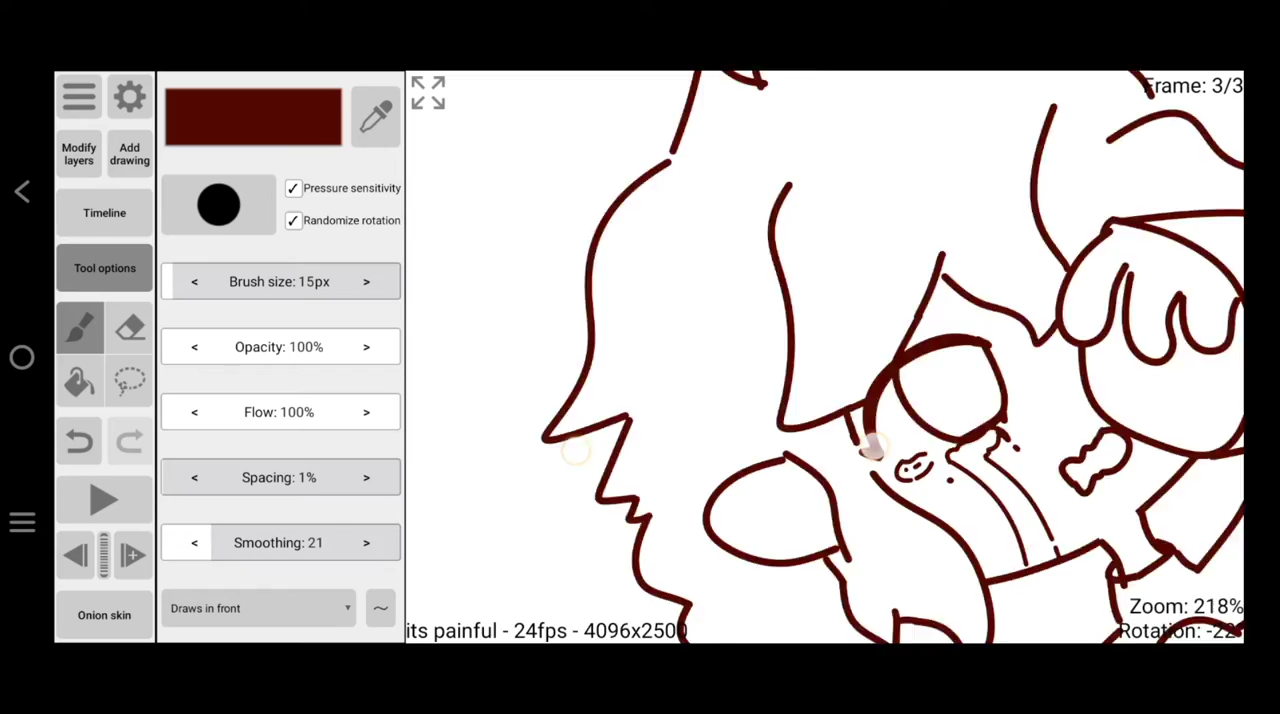 Modify
layers
Add
drawing
Timeline
Tool options
Onion skin
✓ Pressure sensitivity
✓ Randomize rotation
< Brush size: 15px >
< Opacity: 100% >
< Flow: 100% >
< Spacing: 1% >
< Smoothing: 21 >
Draws in front
Frame: 3/3
Zoom: 218%
its painful - 24fps - 4096x2500
Rotation: -22